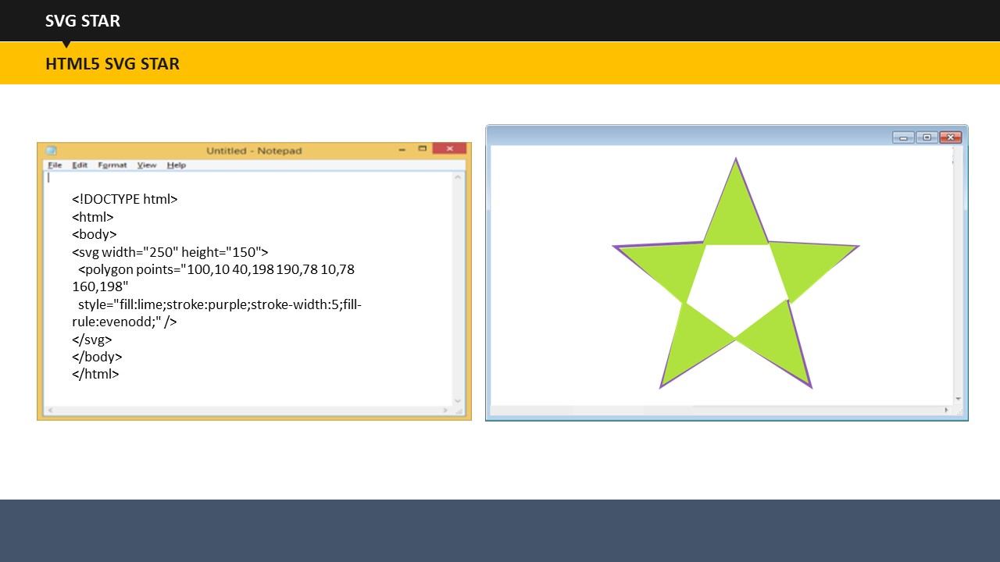 SVG STAR
HTML5 SVG STAR
Untitled - Notepad
File Edit Format View Help
<!DOCTYPE html>
<html>
<body>
<svg width="250" height="150">
<polygon points="100,10 40,198 190,78 10,78
160,198"
style="fill:lime;stroke:purple;stroke-width:5;fill-
rule:evenodd;" />
</svg>
</body>
</html>